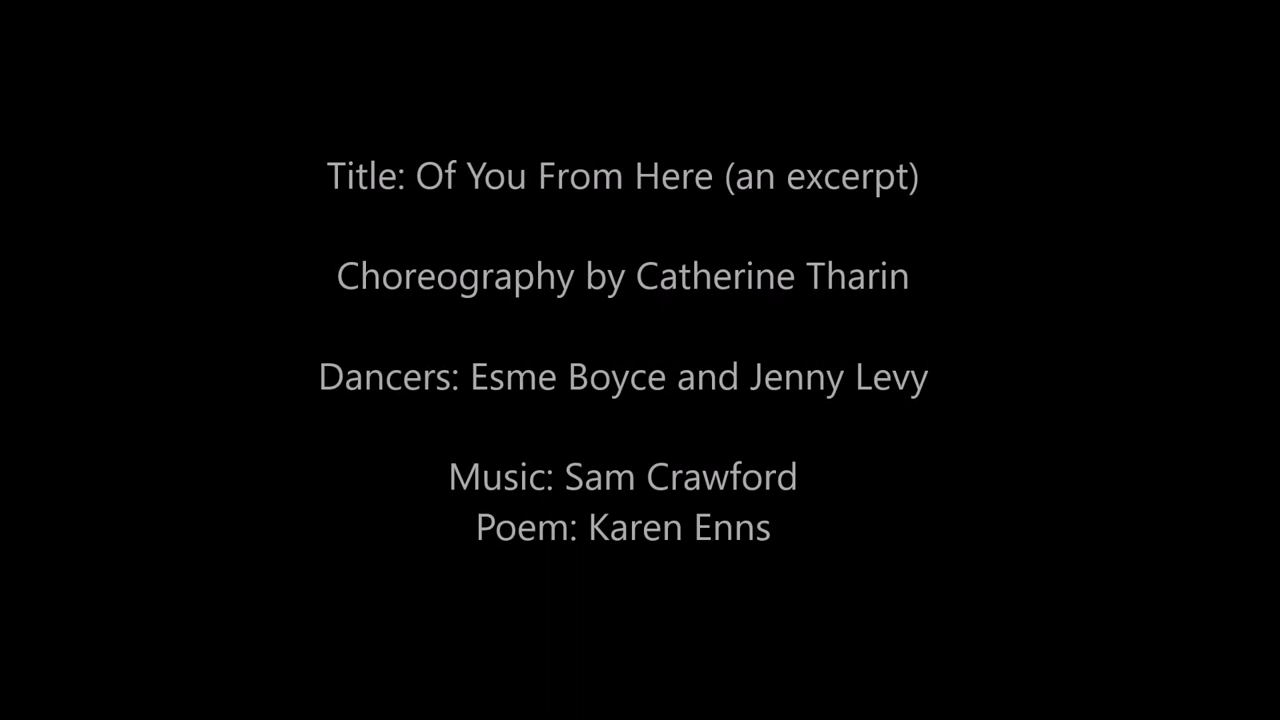 Title: Of You From Here (an excerpt)
Choreography by Catherine Tharin
Dancers: Esme Boyce and Jenny Levy
Music: Sam Crawford
Poem: Karen Enns